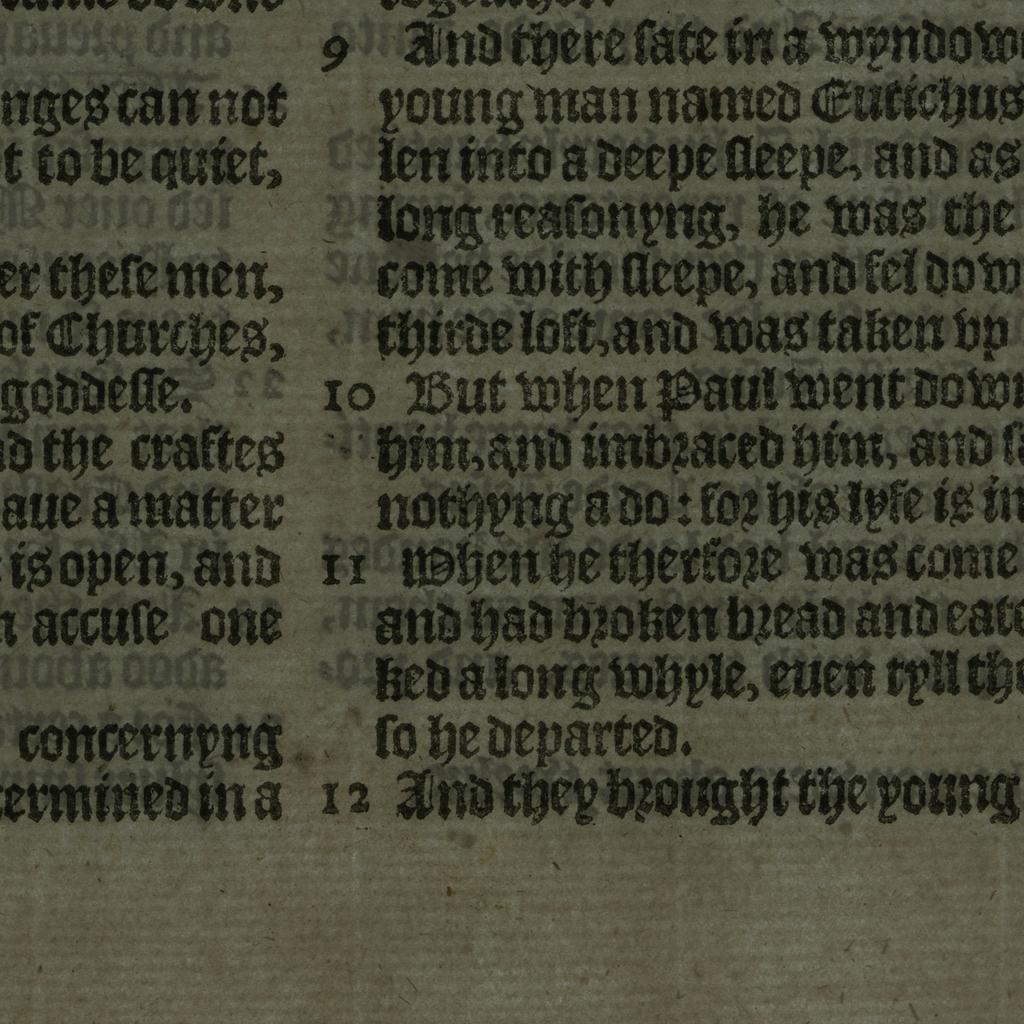 nges can not
t to be quiet,
er theſe men,
of Churches,
goddeſſe.
d the craftes
aue a matter
is open, and
n accuſe one
concernyng
termined in a
9 And there ſate in a wyndow
young man named Eutichus
len into a deepe ſleepe, and as
long reaſonyng, he was the
come with ſleepe, and fel dow
thirde loft, and was taken vp
10 But when Paul went dow
him, and imbraced him, and ſ
nothyng a do : for his lyfe is in
11 When he therfore was come
and had broken bread and eate
ked a long whyle, euen tyll th
ſo he departed.
12 And they brought the young